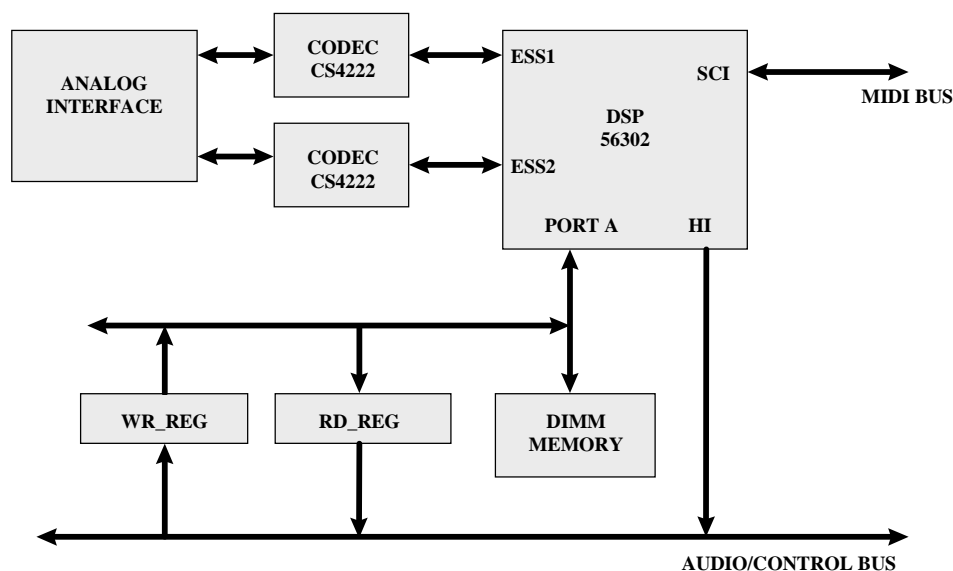 ANALOG
INTERFACE
CODEC
CS4222
CODEC
CS4222
ESS1
ESS2
SCI
DSP
56302
PORT A
HI
MIDI BUS
WR_REG
RD_REG
DIMM
MEMORY
AUDIO/CONTROL BUS